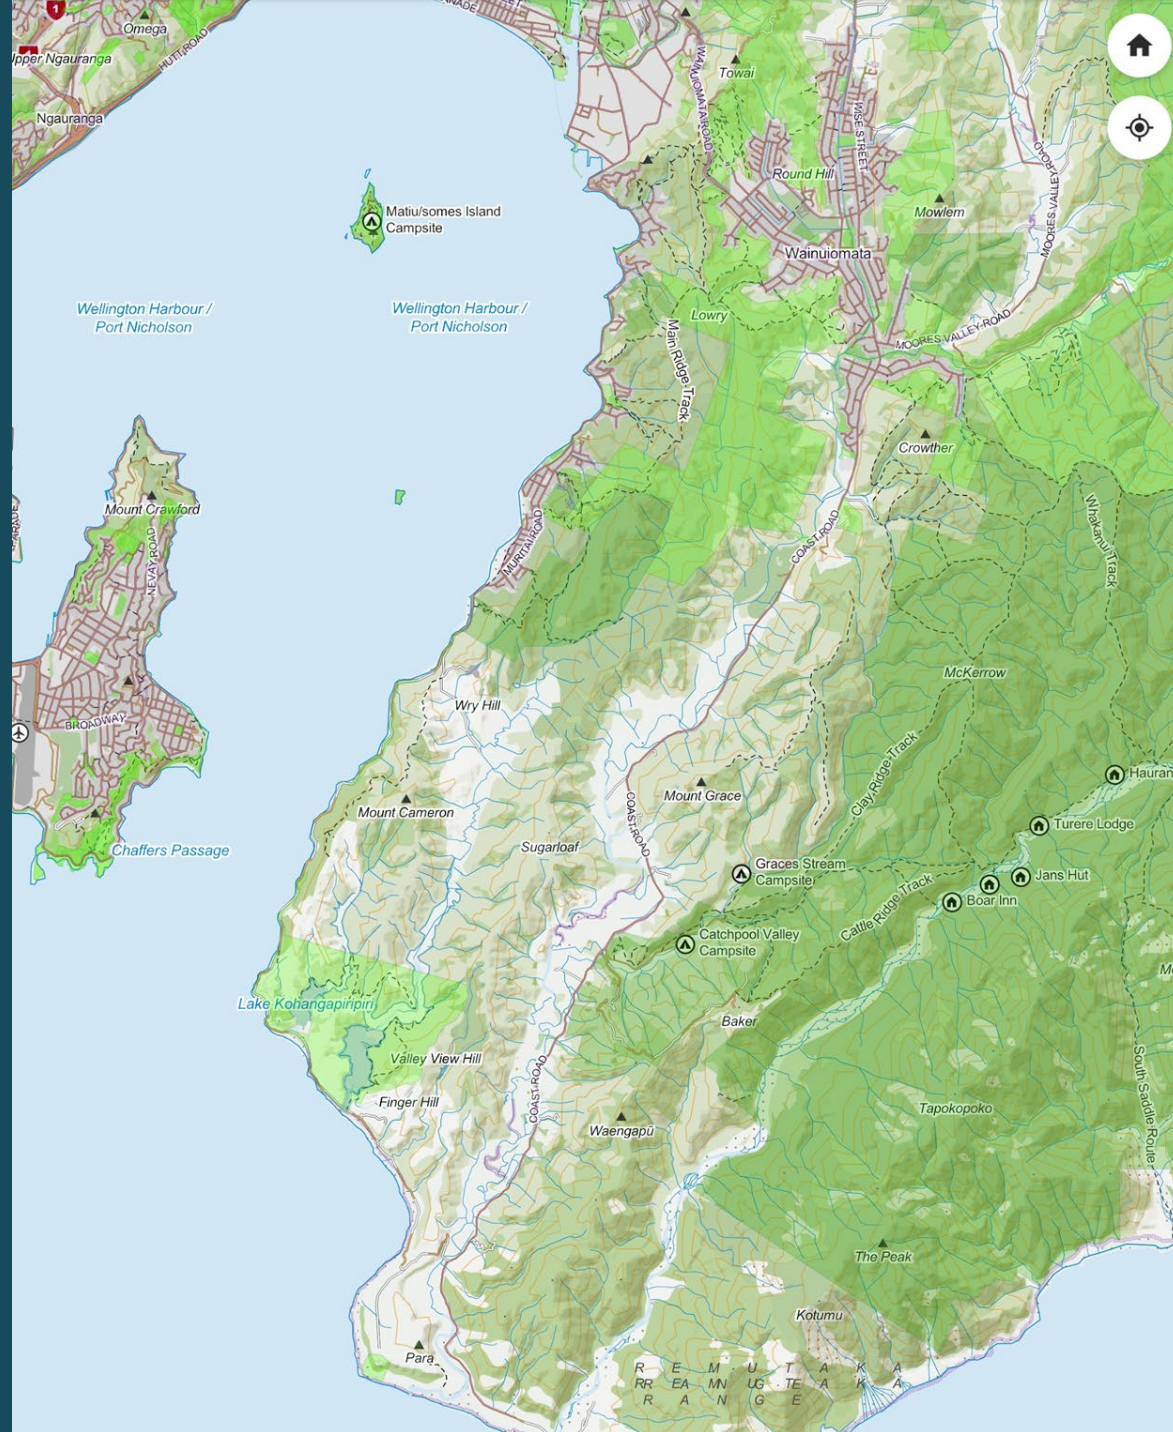 1
Omega
HUTT ROAD
Upper Ngauranga
Ngauranga
Towai
WAINUIOMATA ROAD
WISE STREET
Round Hill
Mowlem
MOORES VALLEY ROAD
Wainuiomata
Matiu/somes Island
Campsite
Wellington Harbour /
Port Nicholson
Wellington Harbour /
Port Nicholson
Lowry
MOORES VALLEY ROAD
Main Ridge Track
Crowther
Mount Crawford
NEVAY ROAD
MURITAI ROAD
COAST ROAD
Whakanui Track
McKerrow
Wry Hill
BROADWAY
Clay Ridge Track
Hauran
Mount Cameron
Mount Grace
COAST ROAD
Turere Lodge
Chaffers Passage
Sugarloaf
Graces Stream
Campsite
Jans Hut
Boar Inn
Cattle Ridge Track
Catchpool Valley
Campsite
Lake Kohangapiripiri
Baker
Valley View Hill
COAST ROAD
Finger Hill
Waengapū
Tapokopoko
South Saddle Route
The Peak
Kotumu
Para
R E M U T A K A
R A N G E